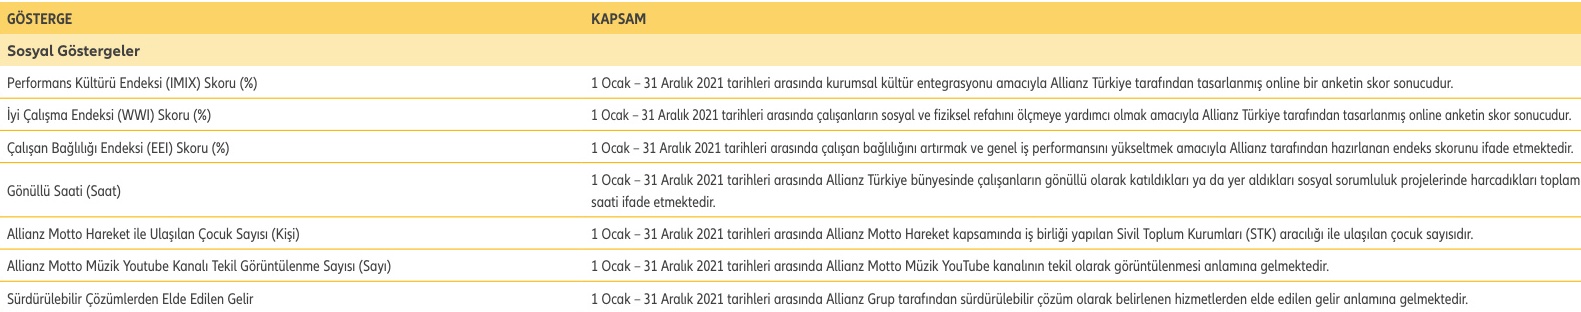 GÖSTERGE KAPSAM
Sosyal Göstergeler
Performans Kültürü Endeksi (IMIX) Skoru (%) 1 Ocak – 31 Aralık 2021 tarihleri arasında kurumsal kültür entegrasyonu amacıyla Allianz Türkiye tarafından tasarlanmış online bir anketin skor sonucudur.
İyi Çalışma Endeksi (WWI) Skoru (%) 1 Ocak – 31 Aralık 2021 tarihleri arasında çalışanların sosyal ve fiziksel refahını ölçmeye yardımcı olmak amacıyla Allianz Türkiye tarafından tasarlanmış online anketin skor sonucudur.
Çalışan Bağlılığı Endeksi (EEI) Skoru (%) 1 Ocak – 31 Aralık 2021 tarihleri arasında çalışan bağlılığını artırmak ve genel iş performansını yükseltmek amacıyla Allianz tarafından hazırlanan endeks skorunu ifade etmektedir.
Gönüllü Saati (Saat) 1 Ocak – 31 Aralık 2021 tarihleri arasında Allianz Türkiye bünyesinde çalışanların gönüllü olarak katıldıkları ya da yer aldıkları sosyal sorumluluk projelerinde harcadıkları toplam
saati ifade etmektedir.
Allianz Motto Hareket ile Ulaşılan Çocuk Sayısı (Kişi) 1 Ocak – 31 Aralık 2021 tarihleri arasında Allianz Motto Hareket kapsamında iş birliği yapılan Sivil Toplum Kurumları (STK) aracılığı ile ulaşılan çocuk sayısıdır.
Allianz Motto Müzik Youtube Kanalı Tekil Görüntülenme Sayısı (Sayı) 1 Ocak – 31 Aralık 2021 tarihleri arasında Allianz Motto Müzik YouTube kanalının tekil olarak görüntülenmesi anlamına gelmektedir.
Sürdürülebilir Çözümlerden Elde Edilen Gelir 1 Ocak – 31 Aralık 2021 tarihleri arasında Allianz Grup tarafından sürdürülebilir çözüm olarak belirlenen hizmetlerden elde edilen gelir anlamına gelmektedir.